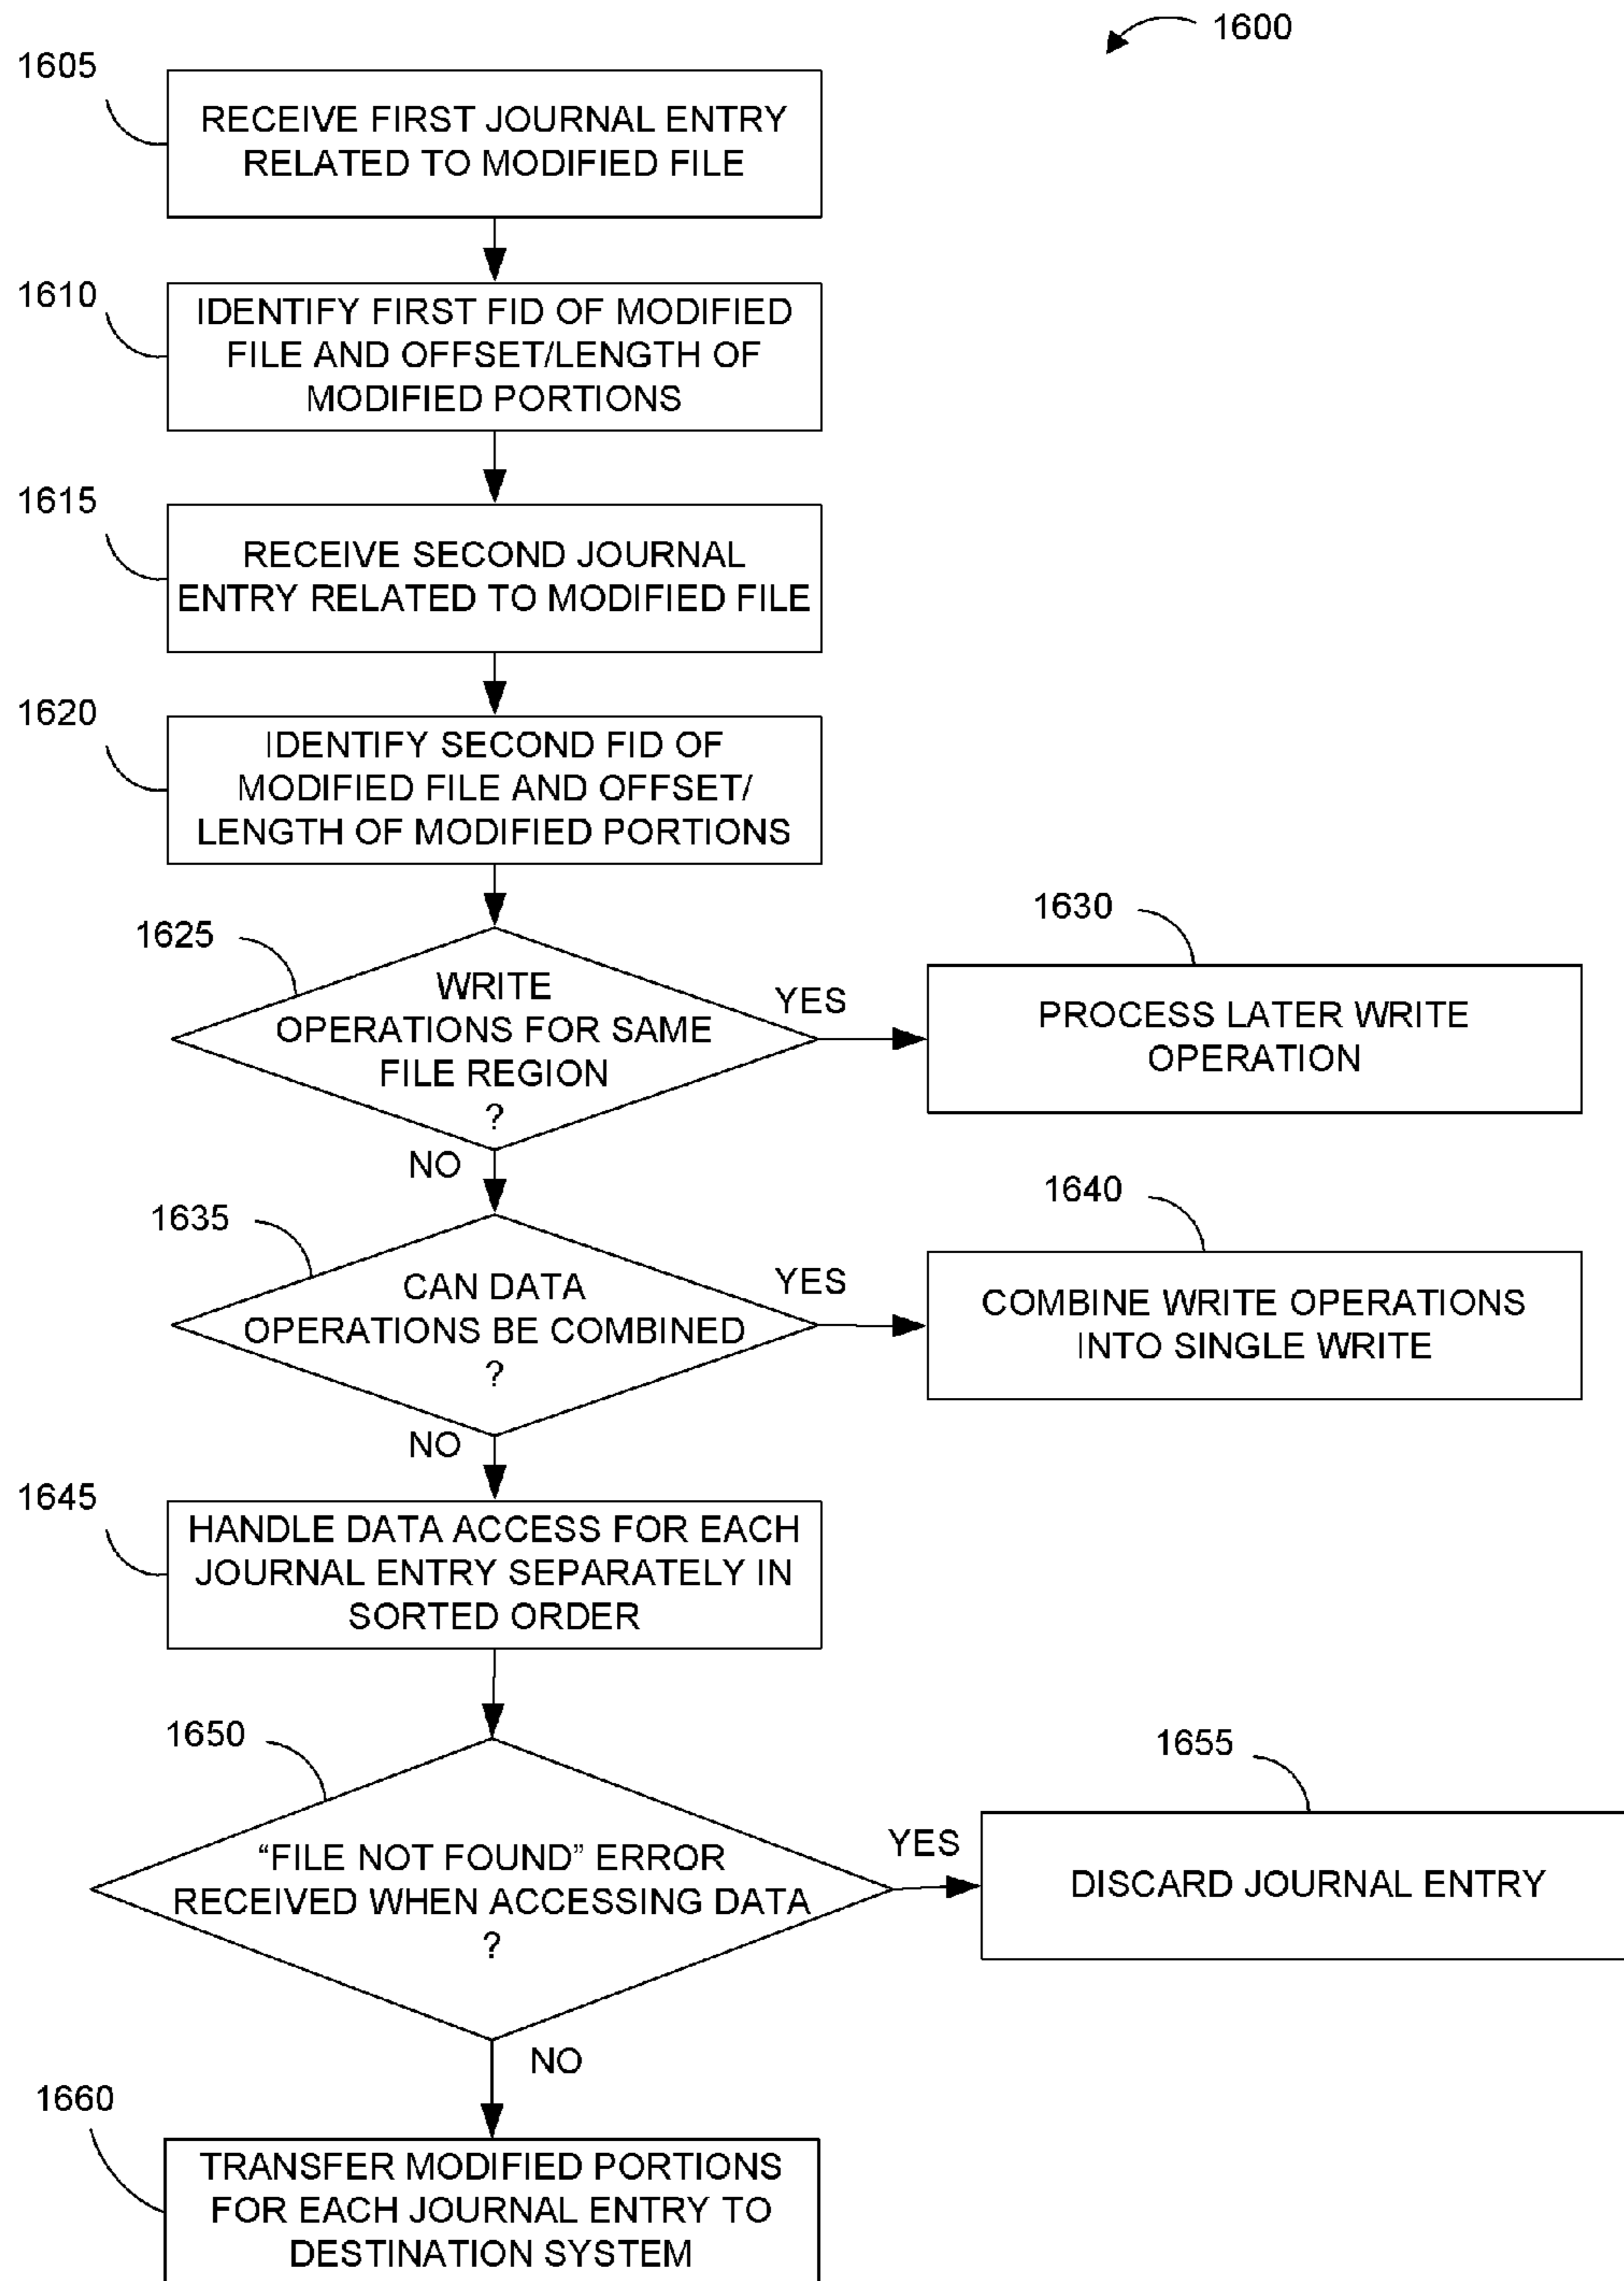 1600
1605
RECEIVE FIRST JOURNAL ENTRY
RELATED TO MODIFIED FILE
1610
IDENTIFY FIRST FID OF MODIFIED
FILE AND OFFSET/LENGTH OF
MODIFIED PORTIONS
1615
RECEIVE SECOND JOURNAL
ENTRY RELATED TO MODIFIED FILE
1620
IDENTIFY SECOND FID OF
MODIFIED FILE AND OFFSET/
LENGTH OF MODIFIED PORTIONS
1625
WRITE
OPERATIONS FOR SAME
FILE REGION
?
YES
1630
PROCESS LATER WRITE
OPERATION
NO
1635
CAN DATA
OPERATIONS BE COMBINED
?
YES
1640
COMBINE WRITE OPERATIONS
INTO SINGLE WRITE
NO
1645
HANDLE DATA ACCESS FOR EACH
JOURNAL ENTRY SEPARATELY IN
SORTED ORDER
1650
“FILE NOT FOUND” ERROR
RECEIVED WHEN ACCESSING DATA
?
YES
1655
DISCARD JOURNAL ENTRY
NO
1660
TRANSFER MODIFIED PORTIONS
FOR EACH JOURNAL ENTRY TO
DESTINATION SYSTEM